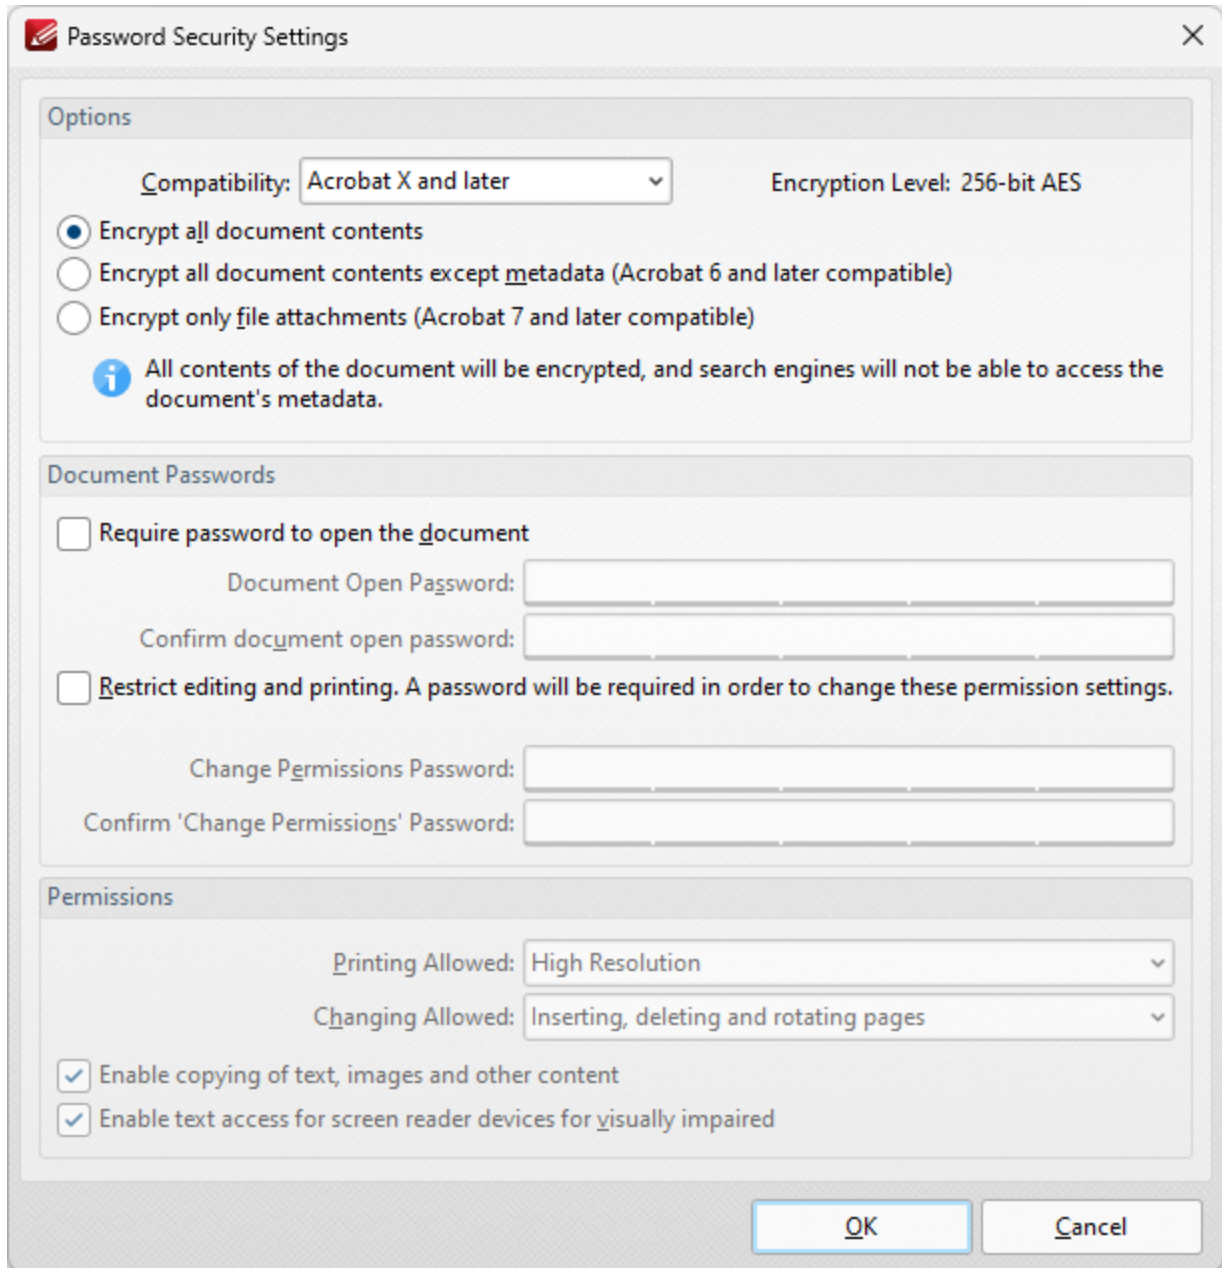 Password Security Settings
Options
Compatibility: Acrobat X and later Encryption Level: 256-bit AES
Encrypt all document contents
Encrypt all document contents except metadata (Acrobat 6 and later compatible)
Encrypt only file attachments (Acrobat 7 and later compatible)
All contents of the document will be encrypted, and search engines will not be able to access the
document's metadata.
Document Passwords
Require password to open the document
Document Open Password:
Confirm document open password:
Restrict editing and printing. A password will be required in order to change these permission settings.
Change Permissions Password:
Confirm 'Change Permissions' Password:
Permissions
Printing Allowed: High Resolution
Changing Allowed: Inserting, deleting and rotating pages
Enable copying of text, images and other content
Enable text access for screen reader devices for visually impaired
OK Cancel